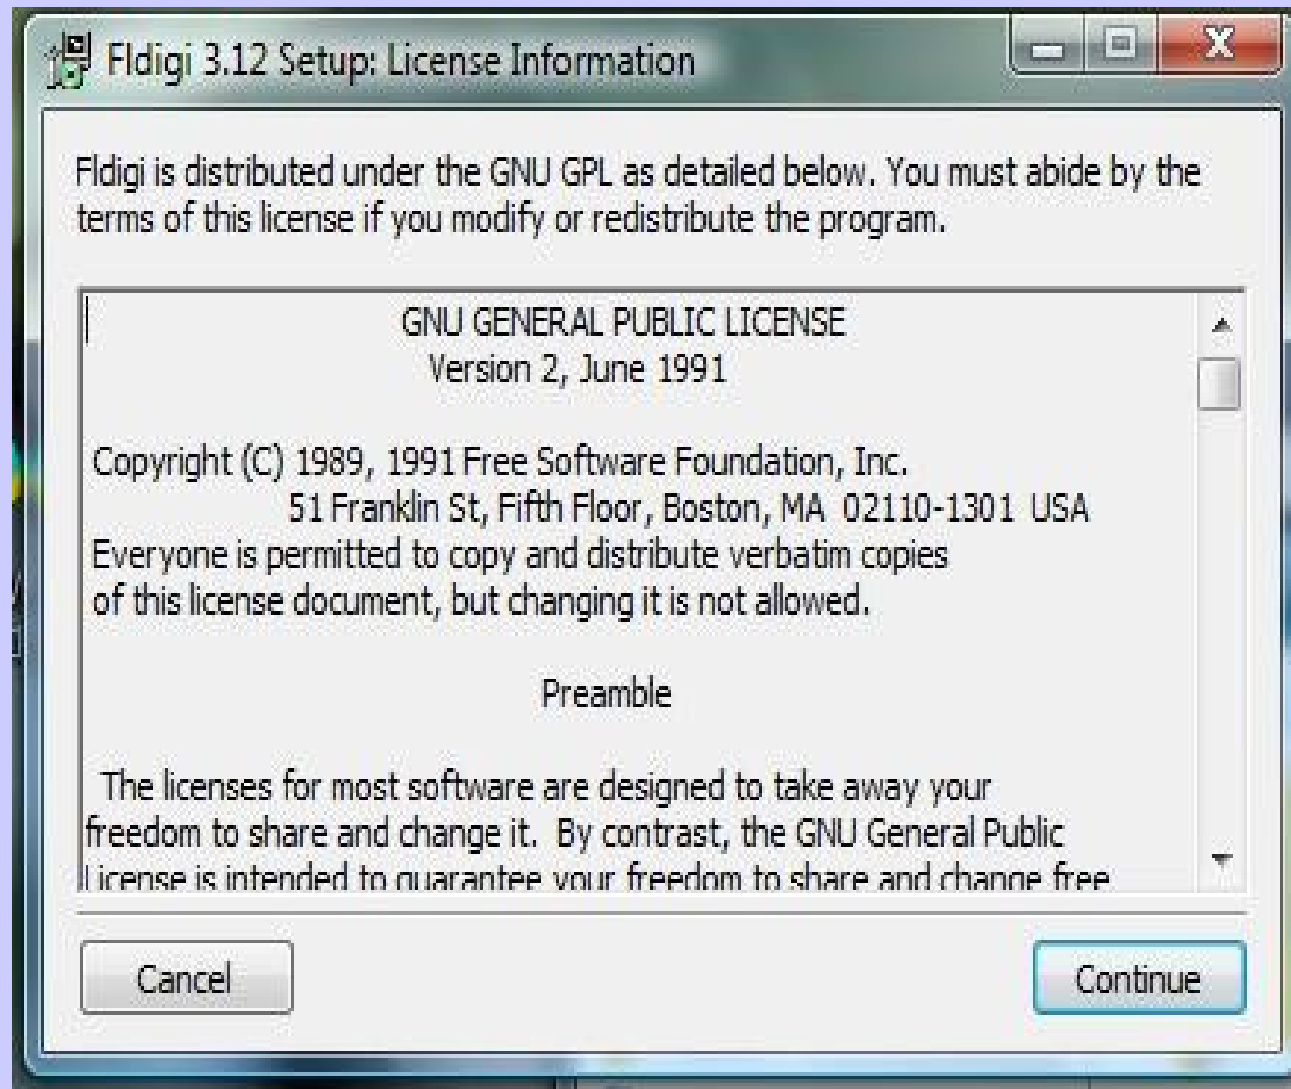 Fldigi 3.12 Setup: License Information
Fldigi is distributed under the GNU GPL as detailed below. You must abide by the
terms of this license if you modify or redistribute the program.
GNU GENERAL PUBLIC LICENSE
Version 2, June 1991
Copyright (C) 1989, 1991 Free Software Foundation, Inc.
51 Franklin St, Fifth Floor, Boston, MA 02110-1301 USA
Everyone is permitted to copy and distribute verbatim copies
of this license document, but changing it is not allowed.
Preamble
The licenses for most software are designed to take away your
freedom to share and change it. By contrast, the GNU General Public
License is intended to guarantee your freedom to share and change free
Cancel
Continue